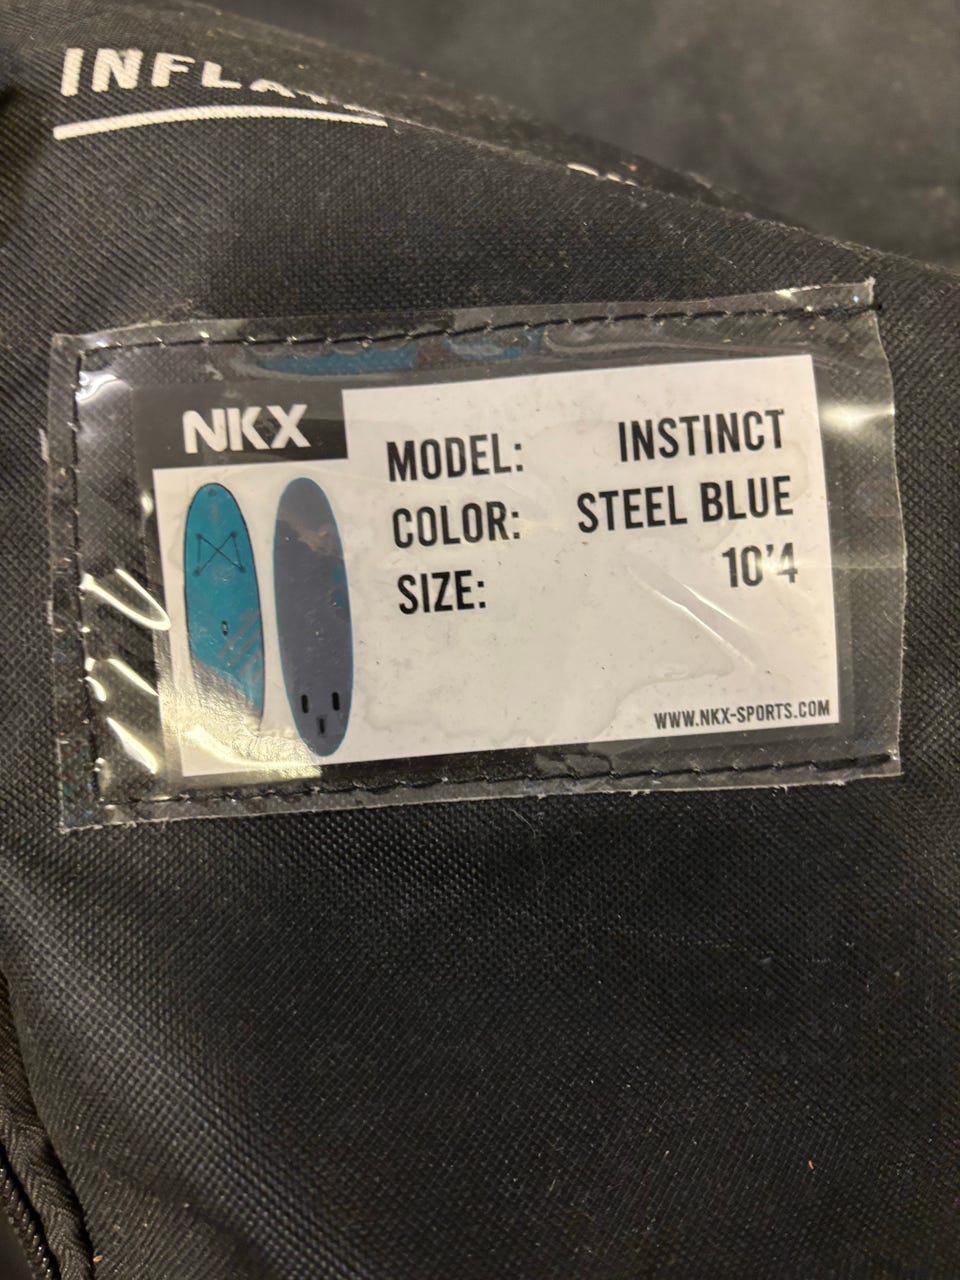 NKX
MODEL: INSTINCT
COLOR: STEEL BLUE
SIZE: 10'4
WWW.NKX-SPORTS.COM